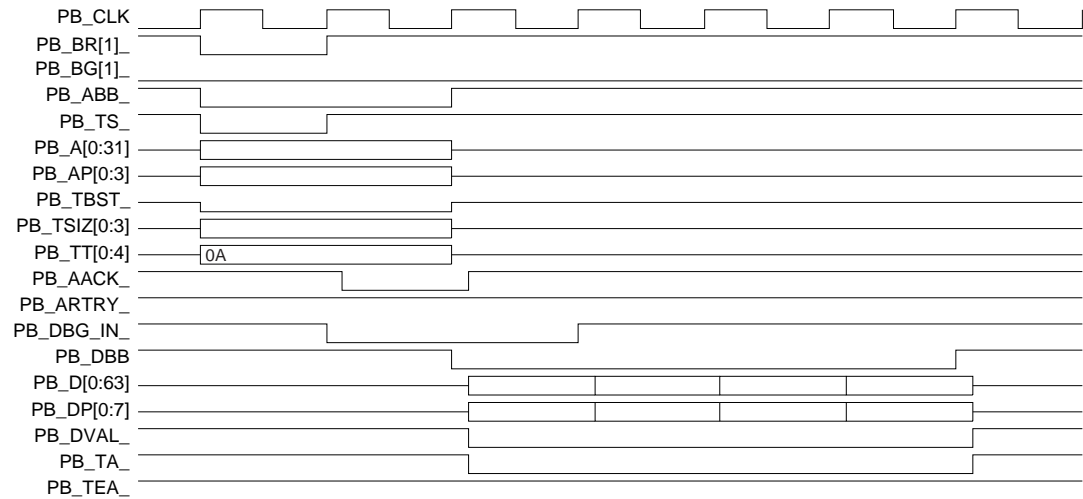 PB_CLK
PB_BR[1]_
PB_BG[1]_
PB_ABB_
PB_TS_
PB_A[0:31]
PB_AP[0:3]
PB_TBST_
PB_TSIZ[0:3]
PB_TT[0:4] 0A
PB_AACK_
PB_ARTRY_
PB_DBG_IN_
PB_DBB
PB_D[0:63]
PB_DP[0:7]
PB_DVAL_
PB_TA_
PB_TEA_